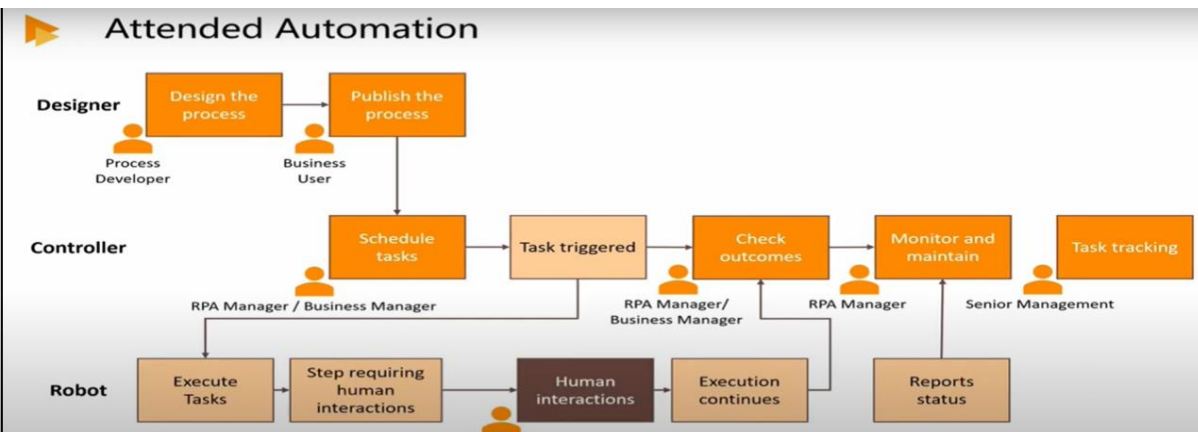 Attended Automation
Designer
Design the
process
Publish the
process
Process
Developer
Business
User
Controller
Schedule
tasks
Task triggered
Check
outcomes
Monitor and
maintain
Task tracking
RPA Manager / Business Manager
RPA Manager/
Business Manager
RPA Manager
Senior Management
Robot
Execute
Tasks
Step requiring
human
interactions
Human
interactions
Execution
continues
Reports
status